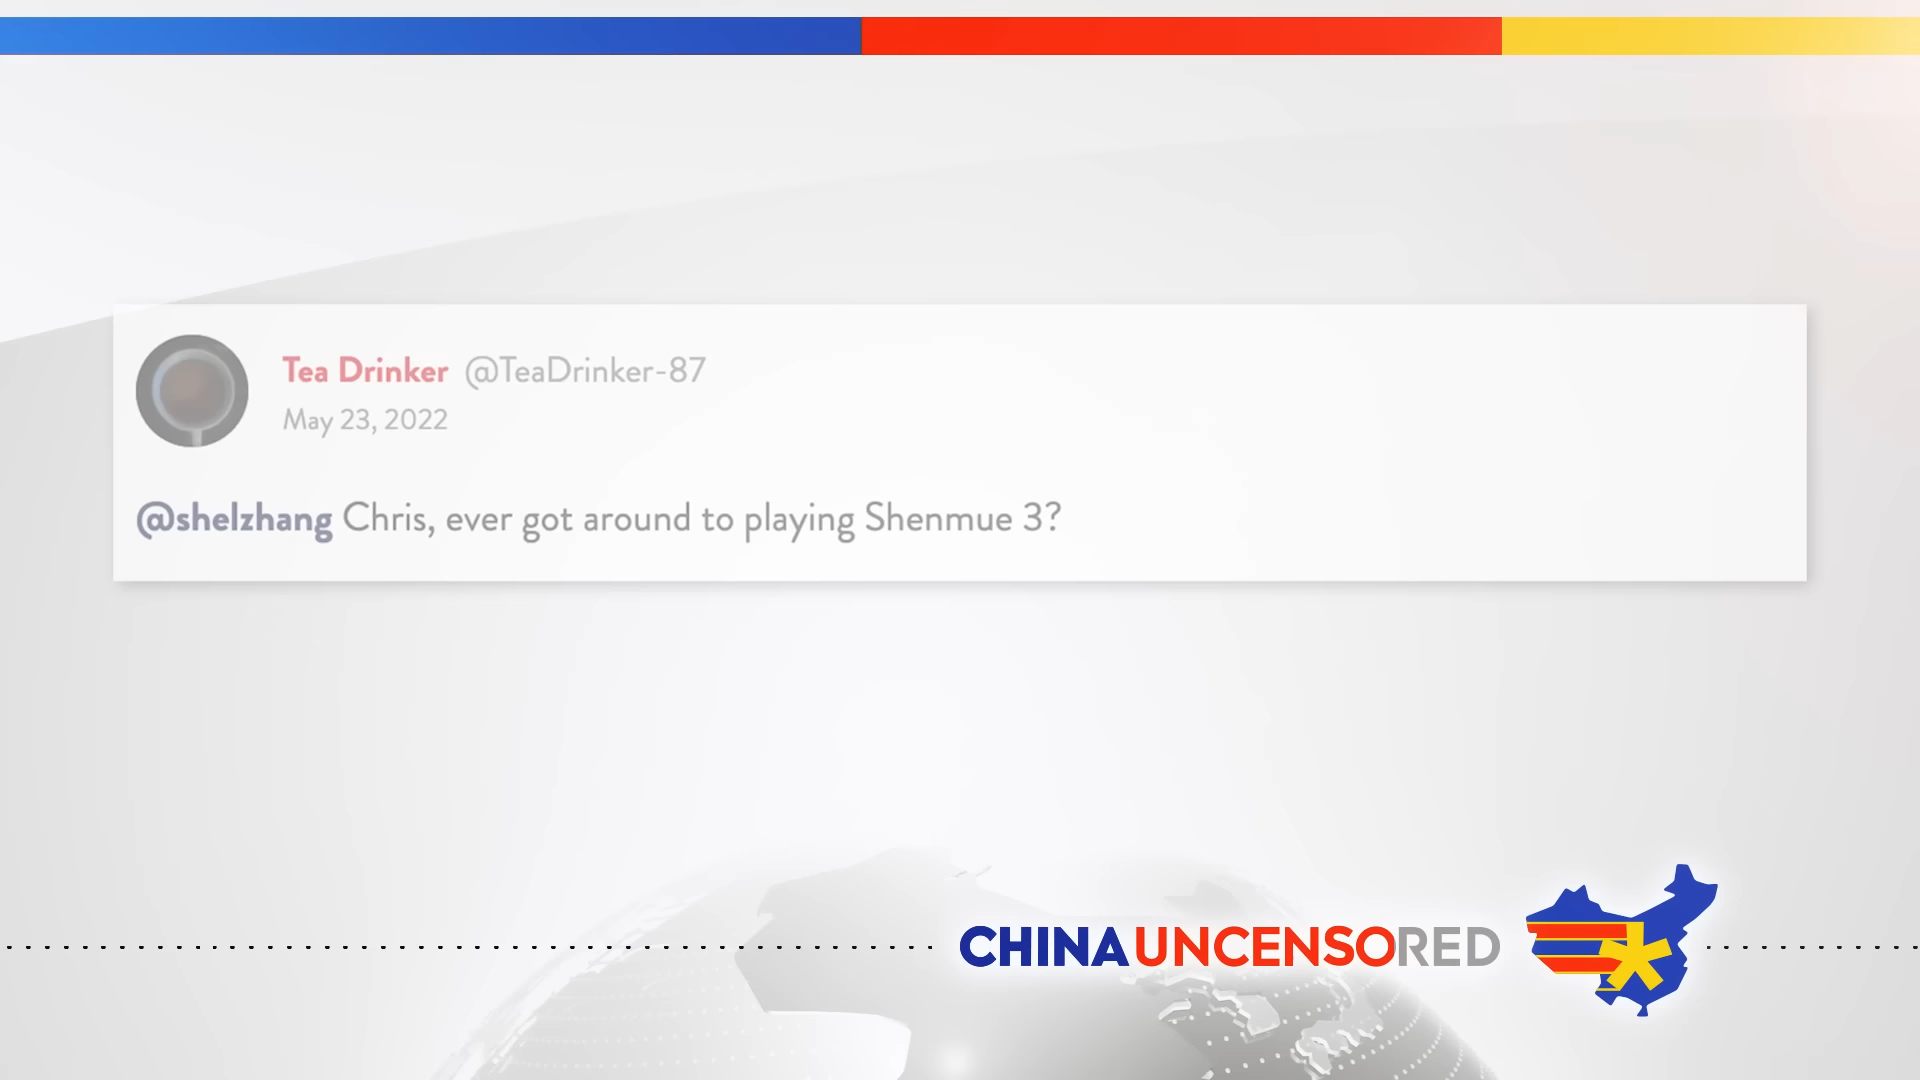 Tea Drinker @TeaDrinker-87
May 23, 2022
@shelzhang Chris, ever got around to playing Shenmue 3?
CHINA UNCENSORED